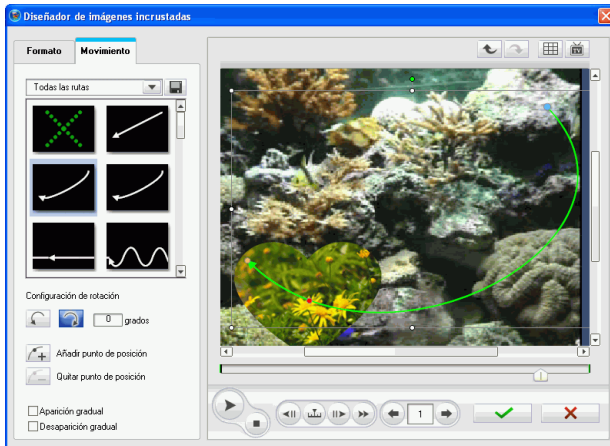 Diseñador de imágenes incrustadas
Formato
Movimiento
Todas las rutas
Configuración de rotación
0 grados
Añadir punto de posición
Quitar punto de posición
Aparición gradual
Desaparición gradual
TV
1